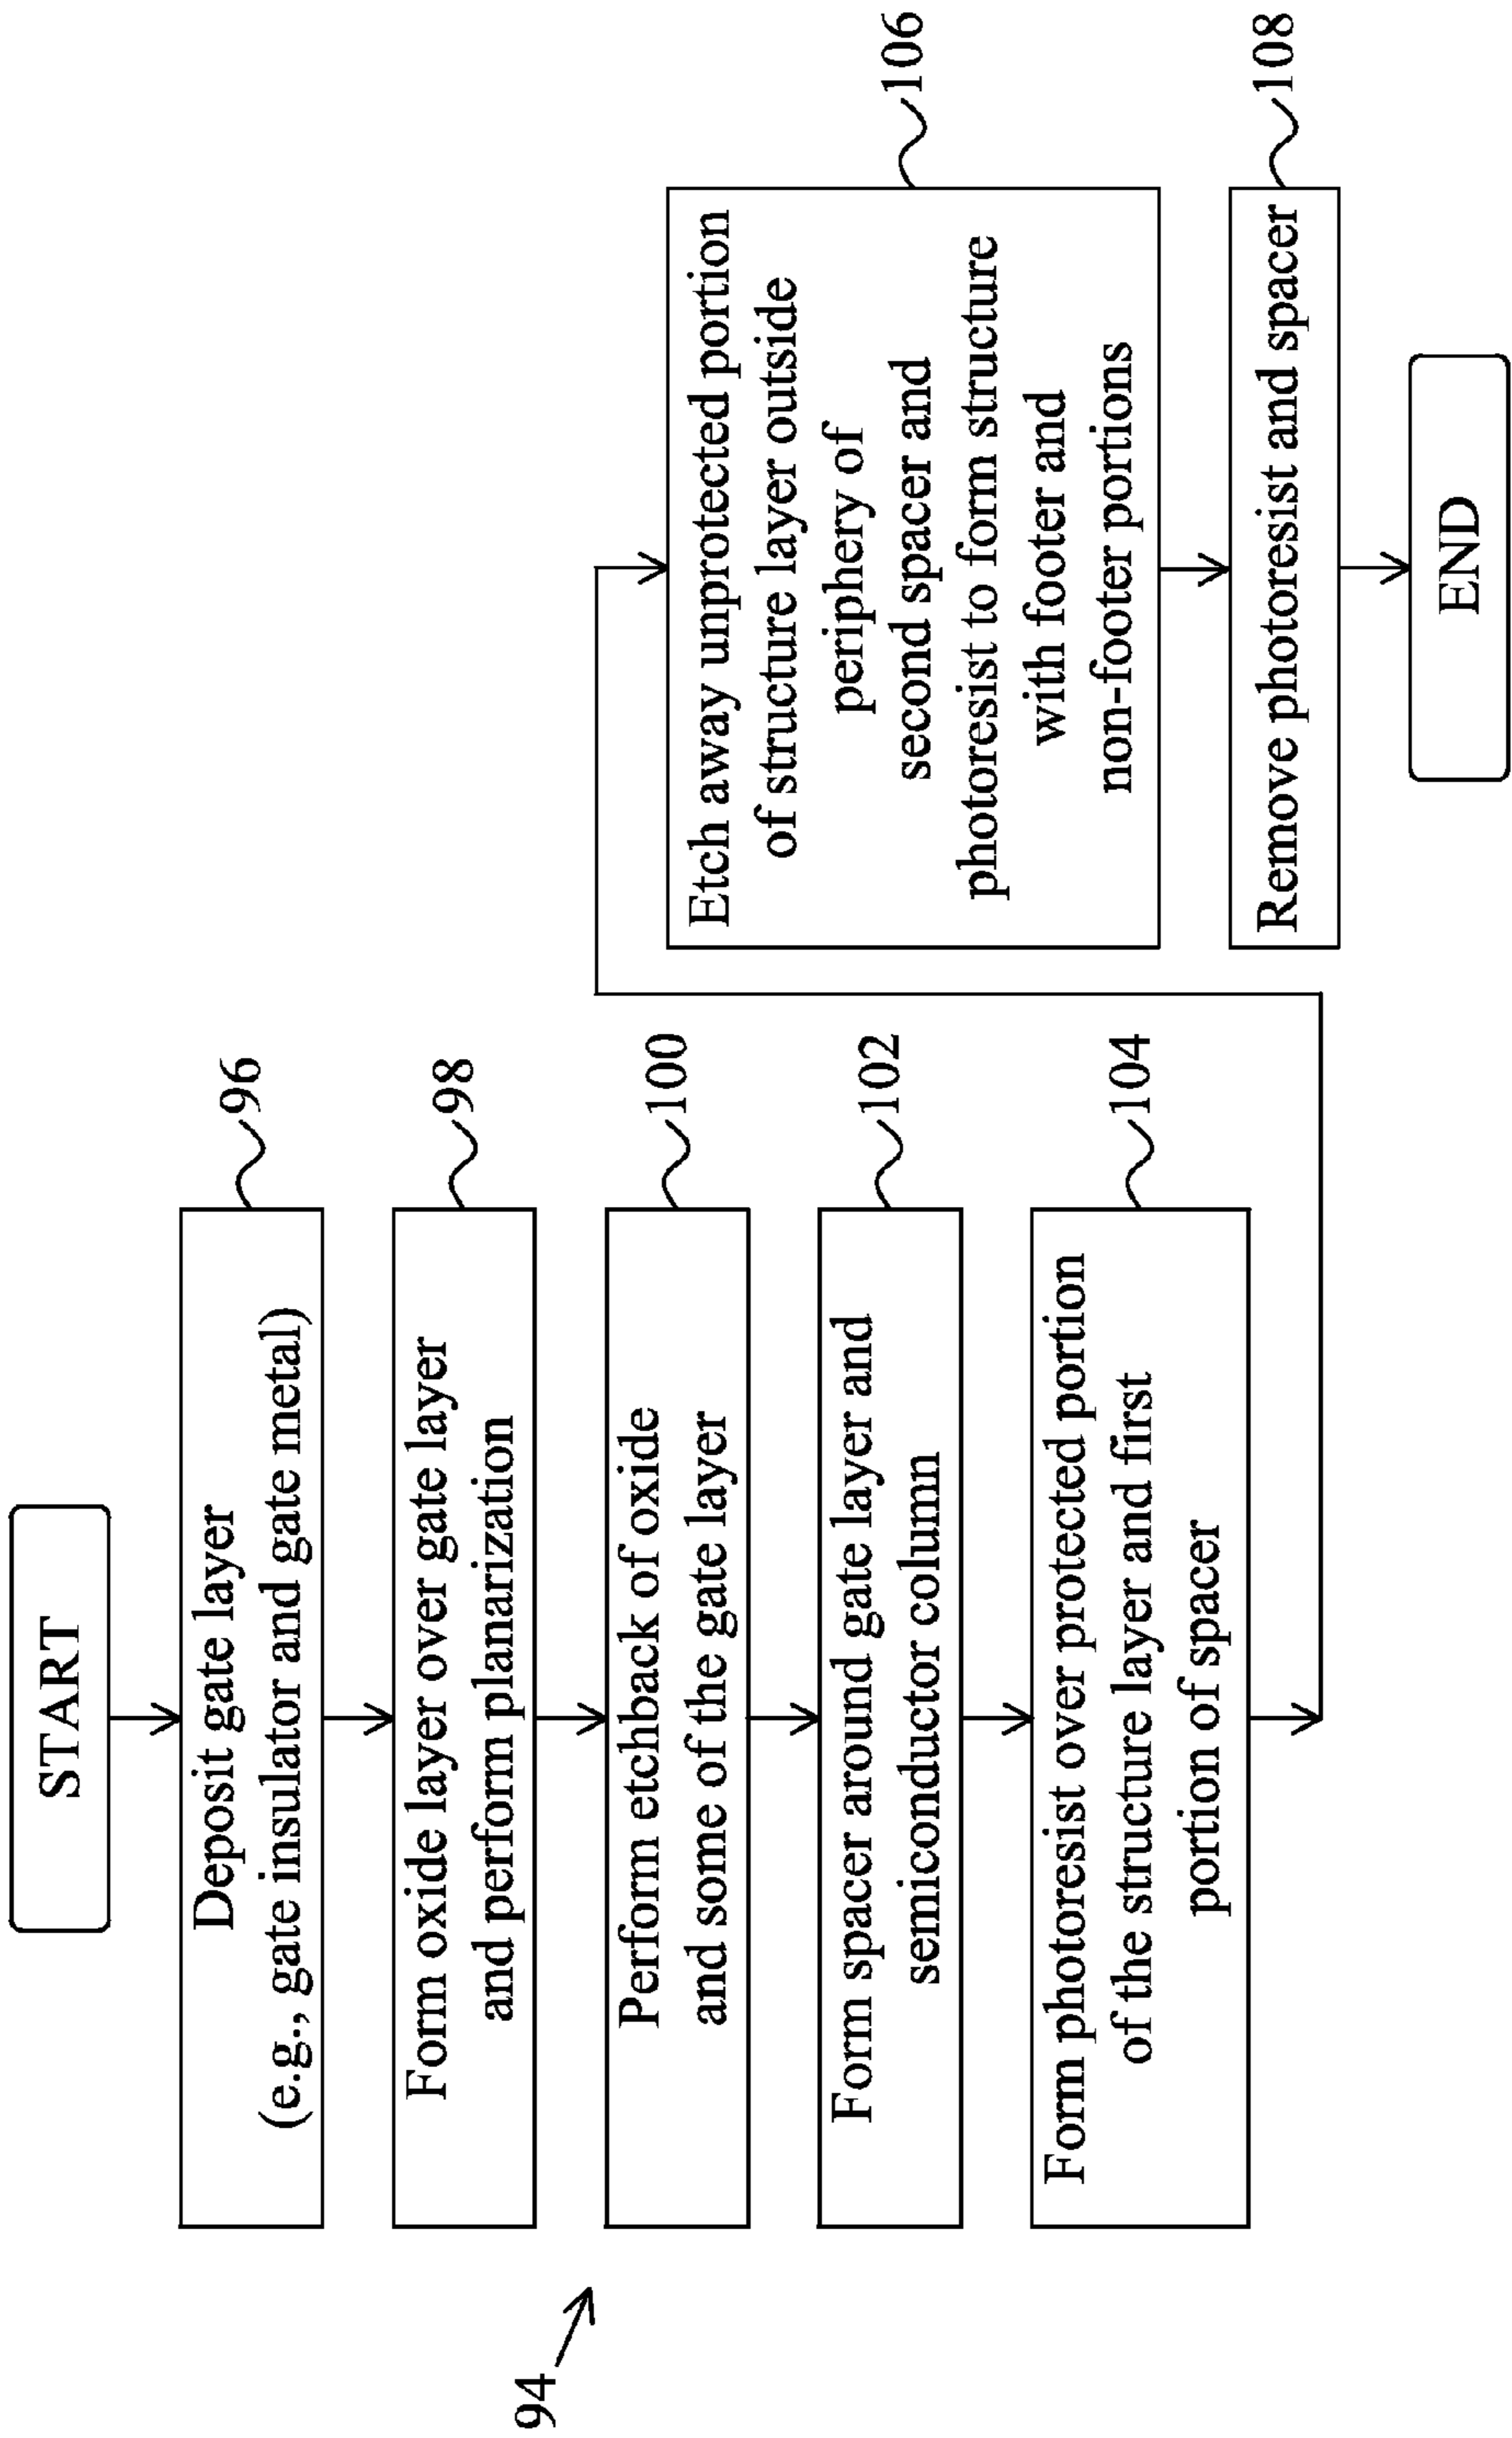 START
Deposit gate layer
(e.g., gate insulator and gate metal)
96
Form oxide layer over gate layer
and perform planarization
98
Perform etchback of oxide
and some of the gate layer
100
Form spacer around gate layer and
semiconductor column
102
Form photoresist over protected portion
of the structure layer and first
portion of spacer
104
Etch away unprotected portion
of structure layer outside
periphery of
second spacer and
photoresist to form structure
with footer and
non-footer portions
106
Remove photoresist and spacer
108
END
94